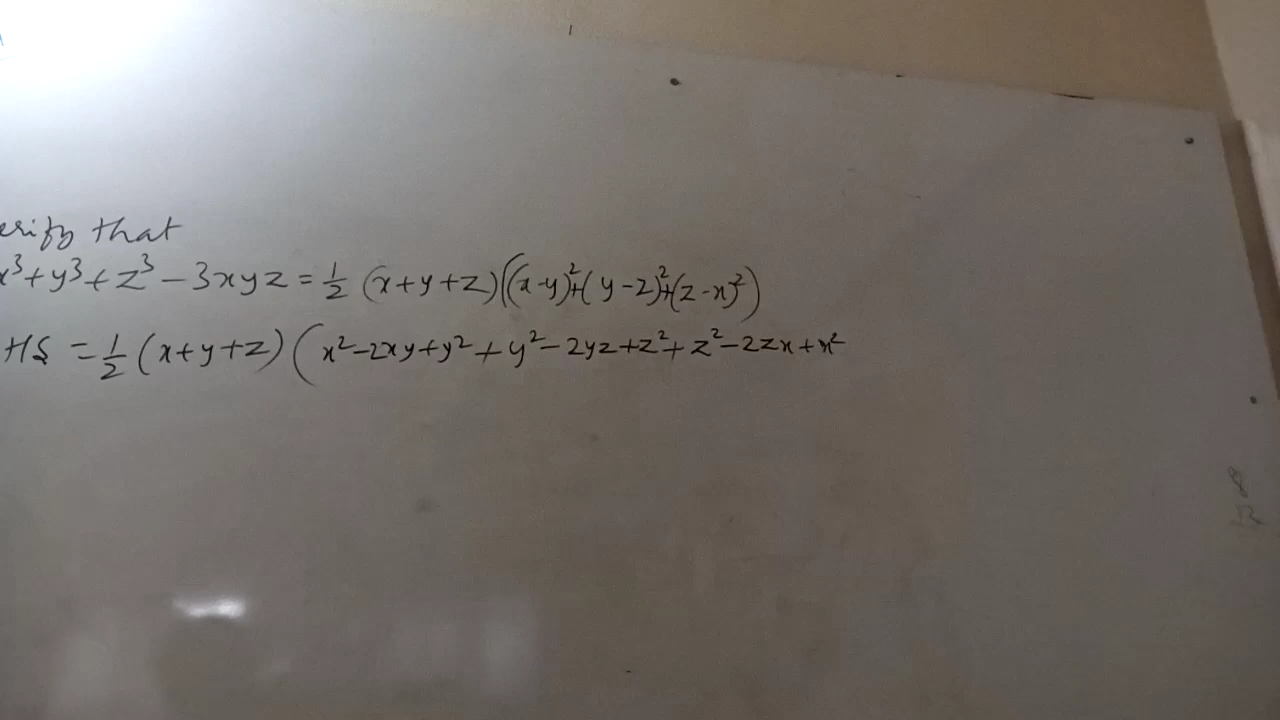 erify that
x³+y³+z³-3xyz=½ (x+y+z)((x-y)²+(y-z)²+(z-x)²)
HS =½(x+y+z)(x²-2xy+y²+y²-2yz+z²+z²-2zx+x²